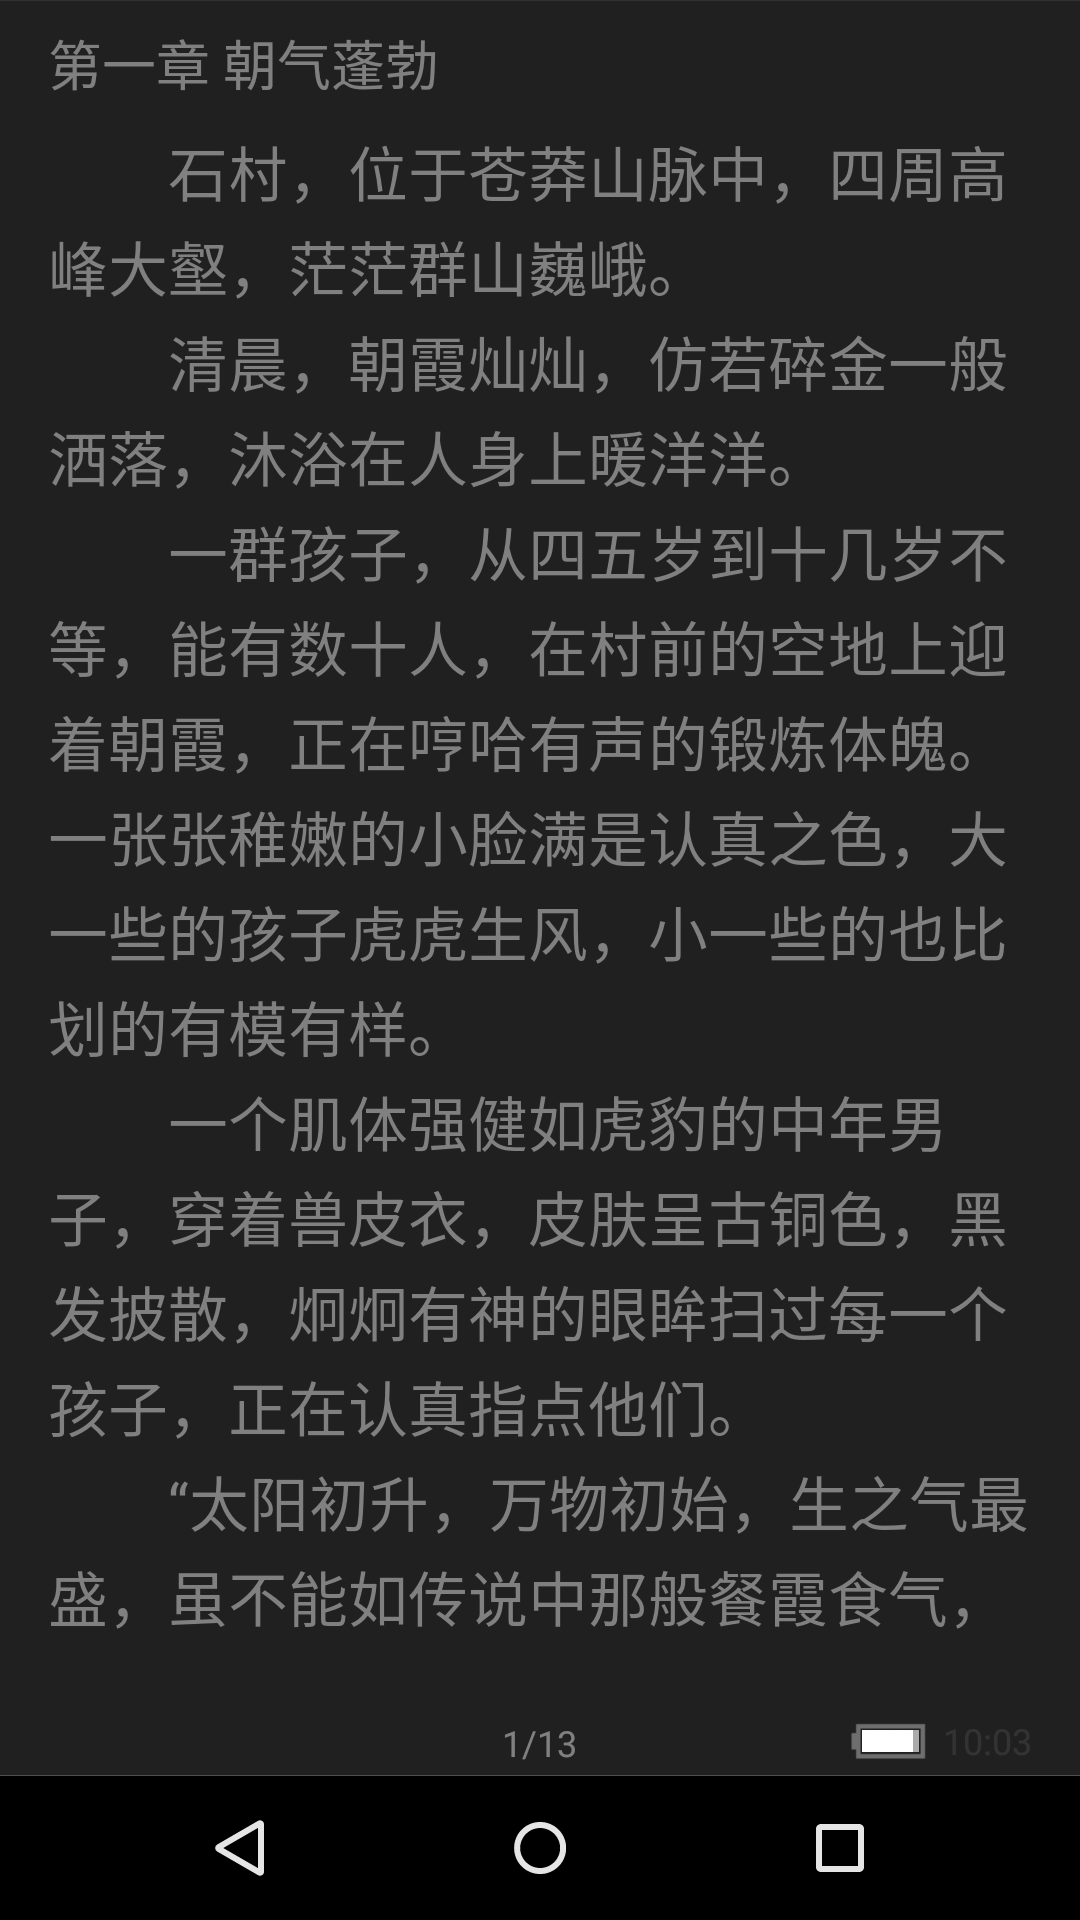 第一章 朝气蓬勃
石村，位于苍莽山脉中，四周高
峰大壑，茫茫群山巍峨。
清晨，朝霞灿灿，仿若碎金一般
洒落，沐浴在人身上暖洋洋。
一群孩子，从四五岁到十几岁不
等，能有数十人，在村前的空地上迎
着朝霞，正在哼哈有声的锻炼体魄。
一张张稚嫩的小脸满是认真之色，大
一些的孩子虎虎生风，小一些的也比
划的有模有样。
一个肌体强健如虎豹的中年男
子，穿着兽皮衣，皮肤呈古铜色，黑
发披散，炯炯有神的眼眸扫过每一个
孩子，正在认真指点他们。
“太阳初升，万物初始，生之气最
盛，虽不能如传说中那般餐霞食气，
1/13
10:03